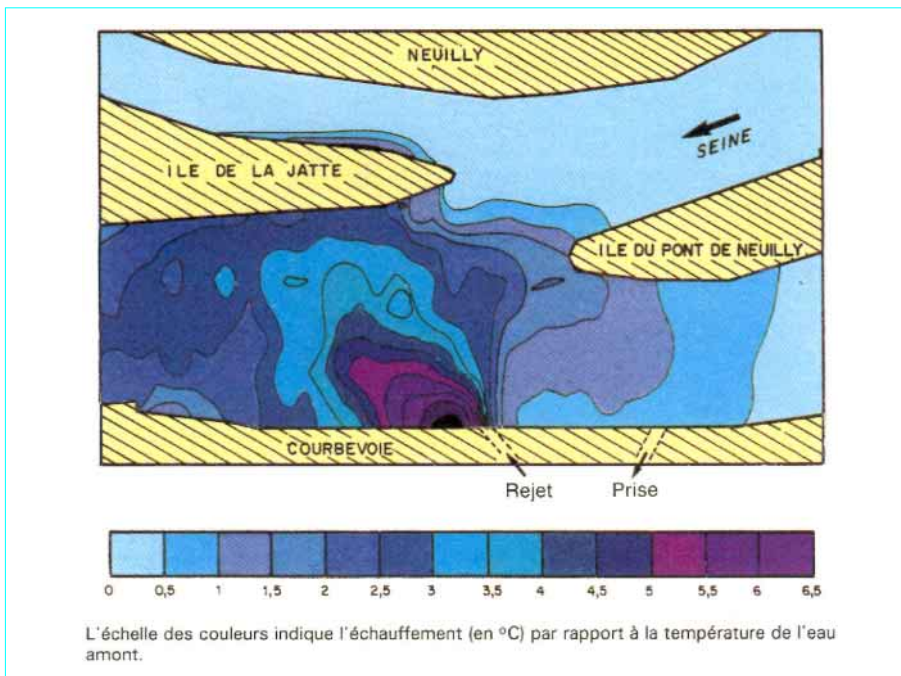 NEUILLY
SEINE
ILE DE LA JATTE
ILE DU PONT DE NEUILLY
COURBEVOIE
Rejet Prise
0 0,5 1 1,5 2 2,5 3 3,5 4 4,5 5 5,5 6 6,5
L'échelle des couleurs indique l'échauffement (en °C) par rapport à la température de l'eau
amont.